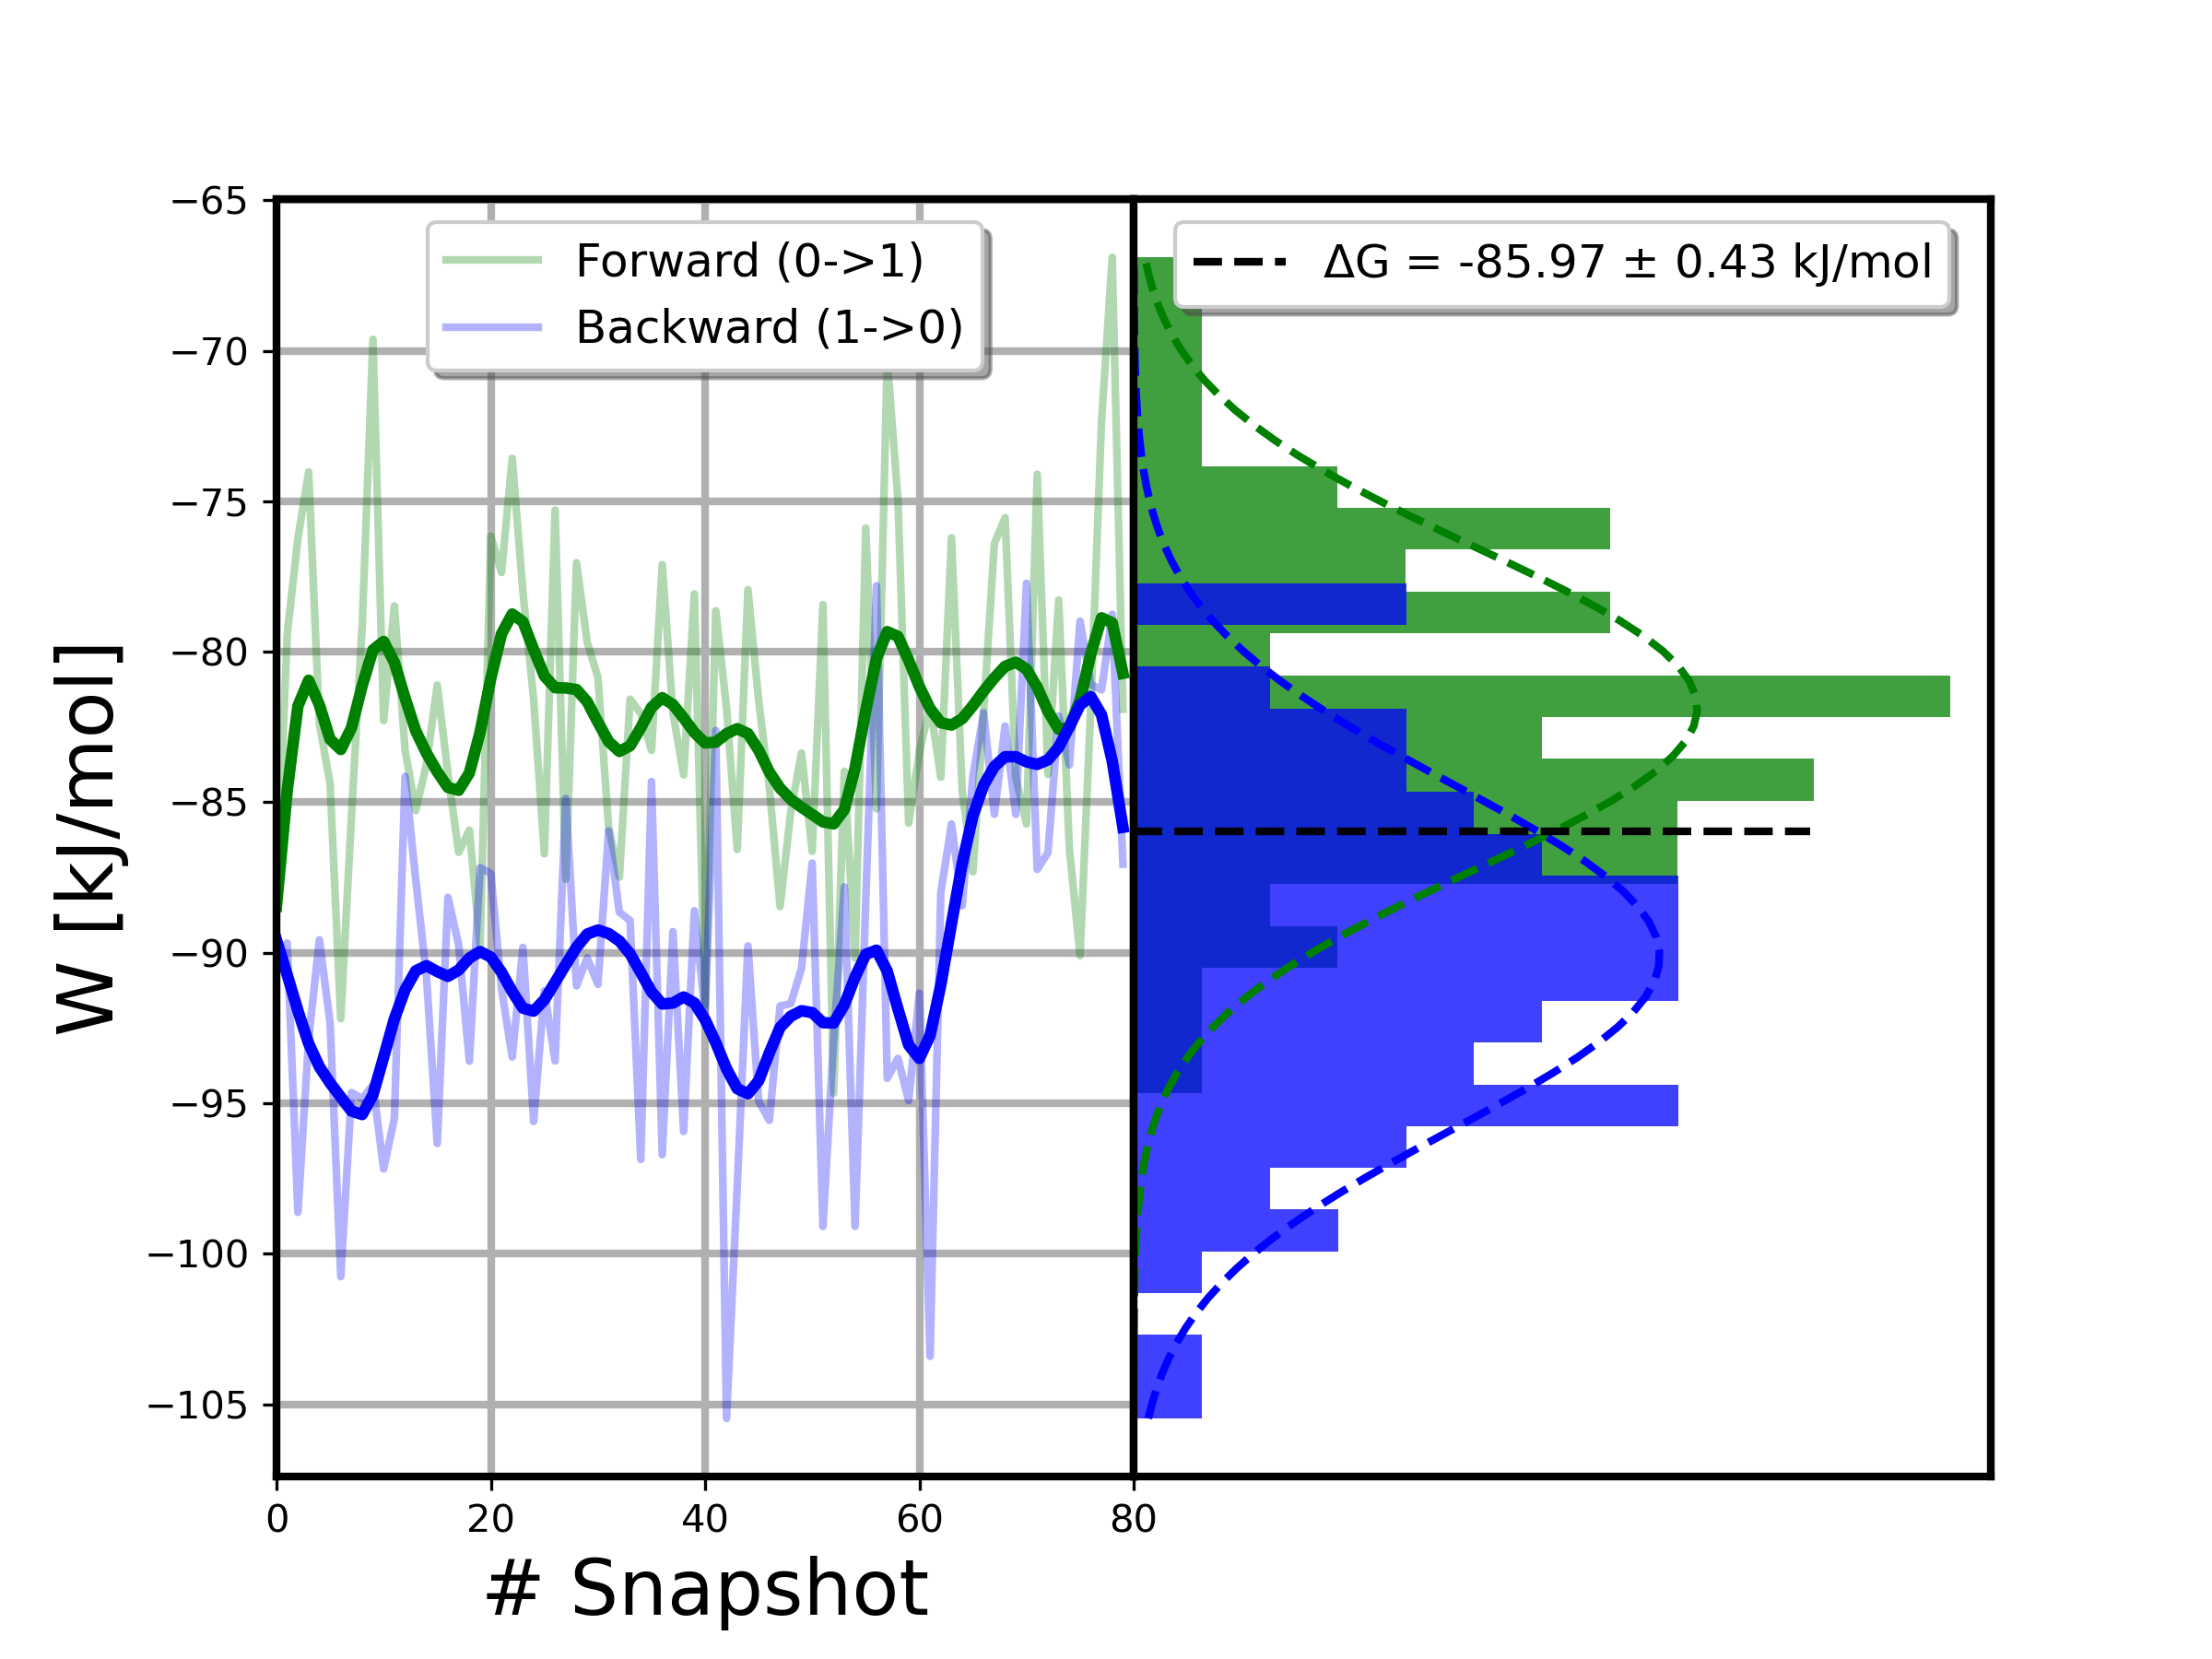 −65
−70
−75
−80
−85
−90
−95
−100
−105
W [kJ/mol]
Forward (0->1)
Backward (1->0)
ΔG = -85.97 ± 0.43 kJ/mol
0 20 40 60 80
# Snapshot